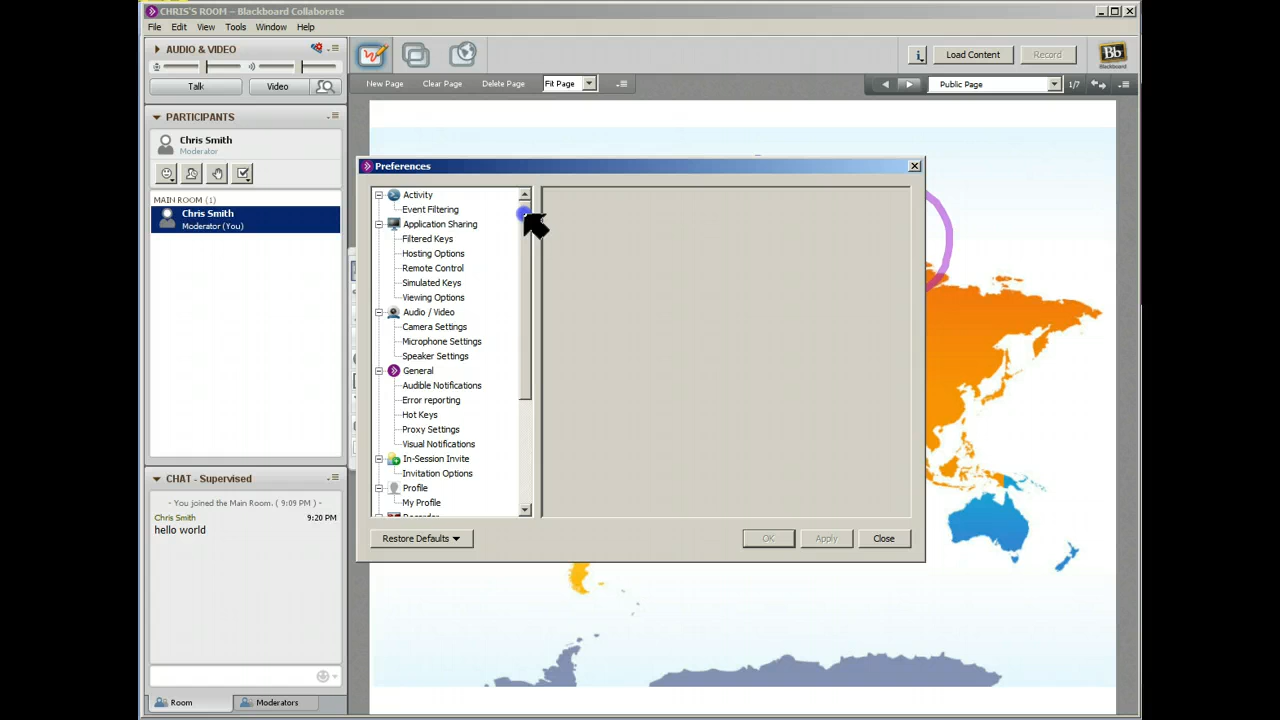 CHRIS'S ROOM - Blackboard Collaborate
File Edit View Tools Window Help
AUDIO & VIDEO
Talk Video
PARTICIPANTS
Chris Smith
Moderator
MAIN ROOM (1)
Chris Smith
Moderator (You)
CHAT - Supervised
- You joined the Main Room. ( 9:09 PM ) -
Chris Smith 9:20 PM
hello world
Room Moderators
Load Content Record
Bb
Blackboard
New Page Clear Page Delete Page Fit Page Public Page 1/7
Preferences
Activity
Event Filtering
Application Sharing
Filtered Keys
Hosting Options
Remote Control
Simulated Keys
Viewing Options
Audio / Video
Camera Settings
Microphone Settings
Speaker Settings
General
Audible Notifications
Error reporting
Hot Keys
Proxy Settings
Visual Notifications
In-Session Invite
Invitation Options
Profile
My Profile
Restore Defaults OK Apply Close